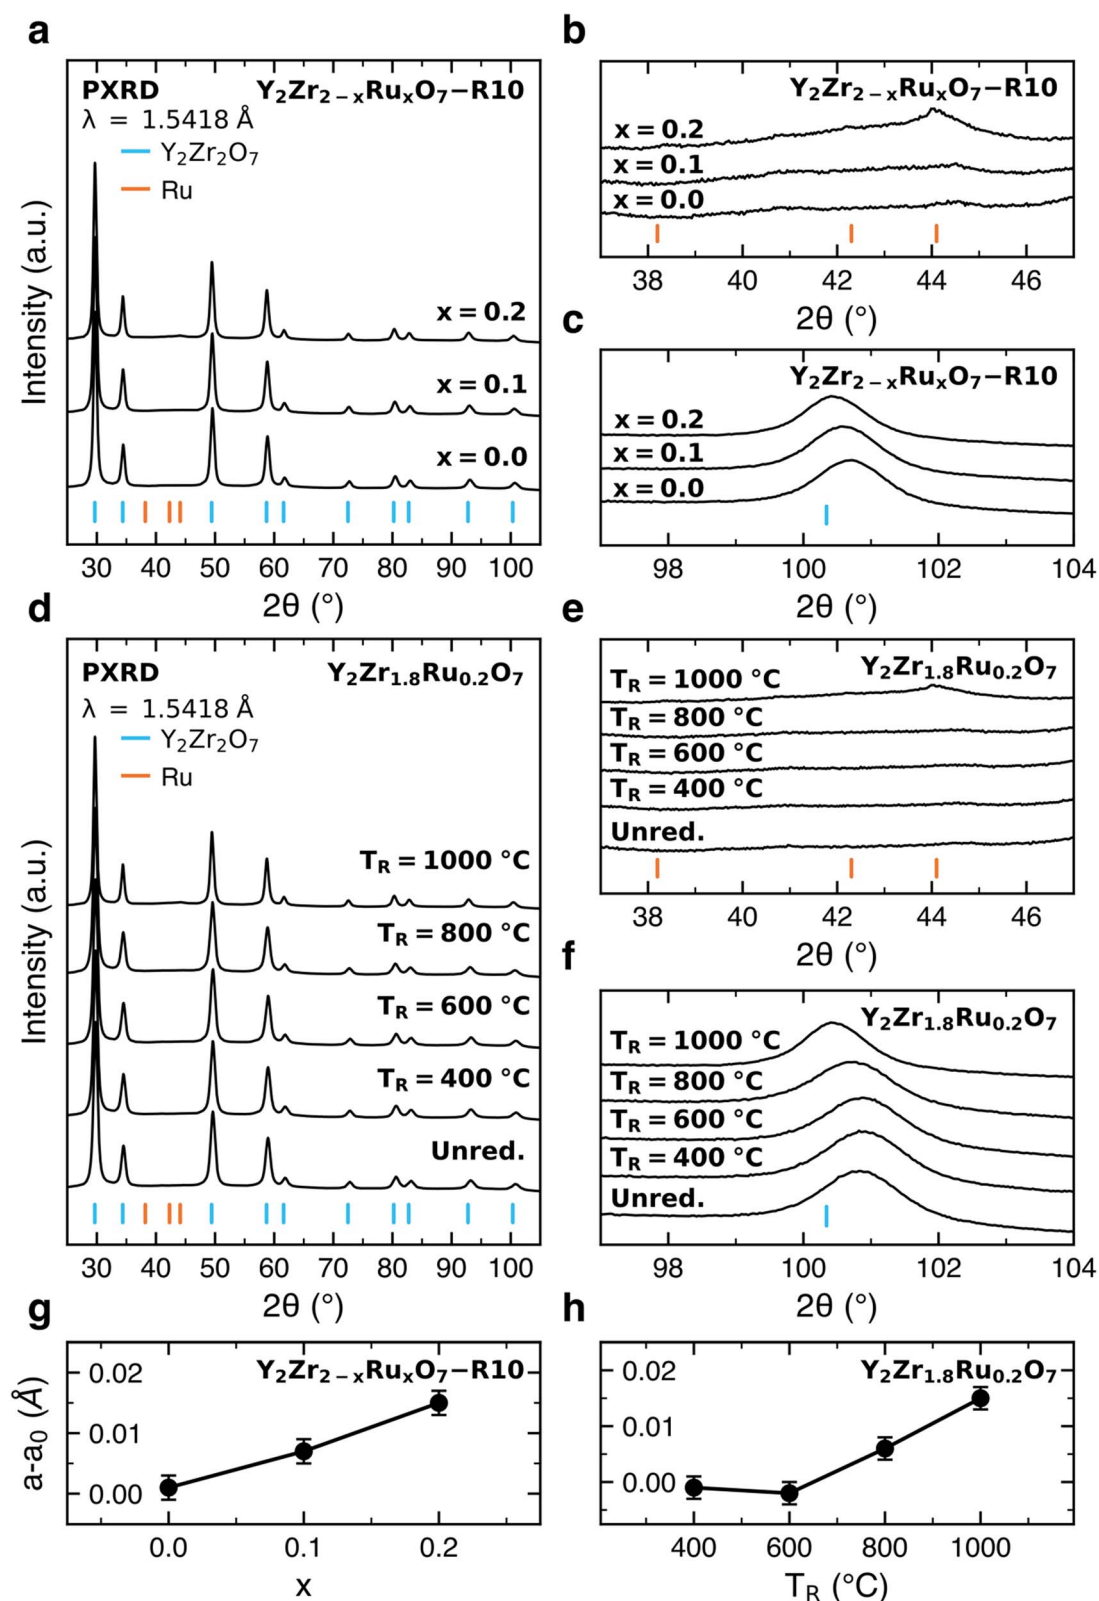 a
PXRD Y₂Zr₂₋ₓRuₓO₇−R10
λ = 1.5418 Å
Y₂Zr₂O₇
Ru
x = 0.2
x = 0.1
x = 0.0
Intensity (a.u.)
30 40 50 60 70 80 90 100
2θ (°)
b
Y₂Zr₂₋ₓRuₓO₇−R10
x = 0.2
x = 0.1
x = 0.0
38 40 42 44 46
2θ (°)
c
Y₂Zr₂₋ₓRuₓO₇−R10
x = 0.2
x = 0.1
x = 0.0
98 100 102 104
2θ (°)
d
PXRD Y₂Zr₁.₈Ru₀.₂O₇
λ = 1.5418 Å
Y₂Zr₂O₇
Ru
T_R = 1000 °C
T_R = 800 °C
T_R = 600 °C
T_R = 400 °C
Unred.
Intensity (a.u.)
30 40 50 60 70 80 90 100
2θ (°)
e
Y₂Zr₁.₈Ru₀.₂O₇
T_R = 1000 °C
T_R = 800 °C
T_R = 600 °C
T_R = 400 °C
Unred.
38 40 42 44 46
2θ (°)
f
Y₂Zr₁.₈Ru₀.₂O₇
T_R = 1000 °C
T_R = 800 °C
T_R = 600 °C
T_R = 400 °C
Unred.
98 100 102 104
2θ (°)
g
Y₂Zr₂₋ₓRuₓO₇−R10
a-a₀ (Å)
0.02
0.01
0.00
0.0 0.1 0.2
x
h
Y₂Zr₁.₈Ru₀.₂O₇
0.02
0.01
0.00
400 600 800 1000
T_R (°C)